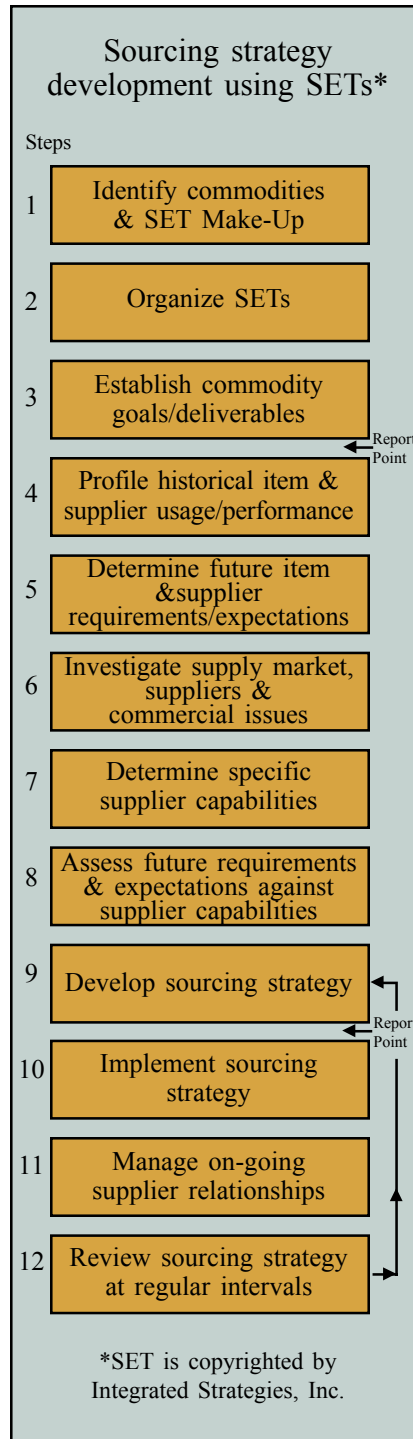 Sourcing strategy
development using SETs*
Steps
1
Identify commodities
& SET Make-Up
2
Organize SETs
3
Establish commodity
goals/deliverables
Report
Point
4
Profile historical item &
supplier usage/performance
5
Determine future item
&supplier
requirements/expectations
6
Investigate supply market,
suppliers &
commercial issues
7
Determine specific
supplier capabilities
8
Assess future requirements
& expectations against
supplier capabilities
9
Develop sourcing strategy
Report
Point
10
Implement sourcing
strategy
11
Manage on-going
supplier relationships
12
Review sourcing strategy
at regular intervals
*SET is copyrighted by
Integrated Strategies, Inc.